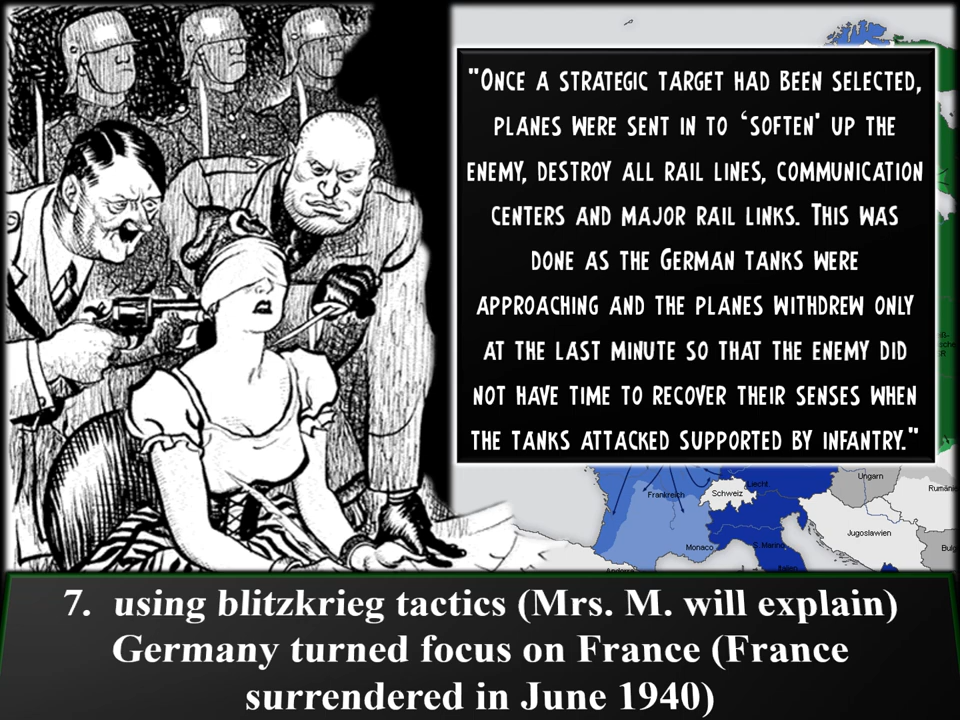 "Once a strategic target had been selected,
planes were sent in to 'soften' up the
enemy, destroy all rail lines, communication
centers and major rail links. This was
done as the German tanks were
approaching and the planes withdrew only
at the last minute so that the enemy did
not have time to recover their senses when
the tanks attacked supported by infantry."
Frankreich
Schweiz
Liecht.
Ungarn
Monaco
S. Marino
Jugoslawien
7. using blitzkrieg tactics (Mrs. M. will explain)
Germany turned focus on France (France
surrendered in June 1940)